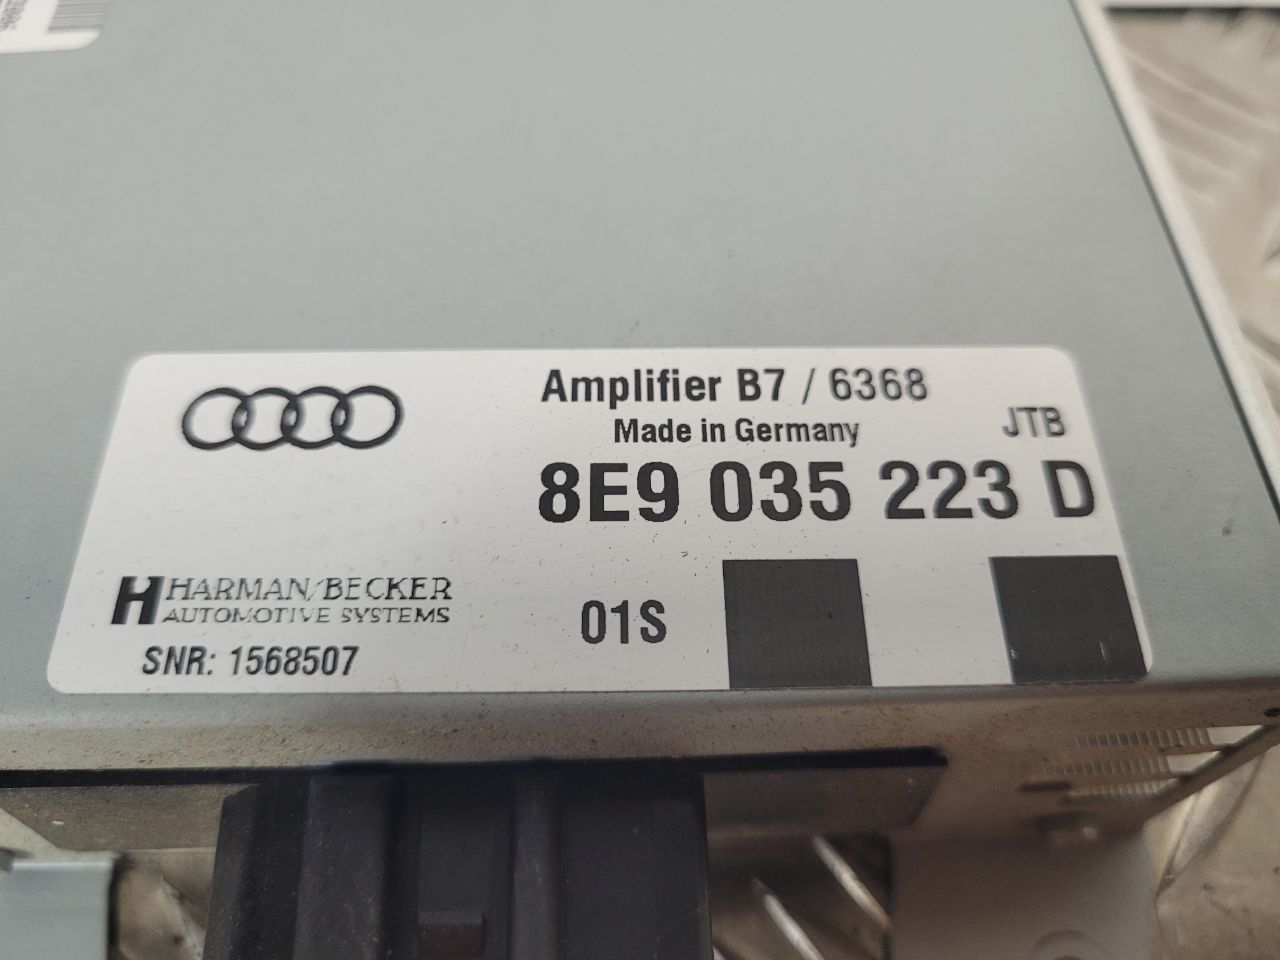 Amplifier B7 / 6368
Made in Germany
JTB
8E9 035 223 D
HARMAN/BECKER
AUTOMOTIVE SYSTEMS
01S
SNR: 1568507